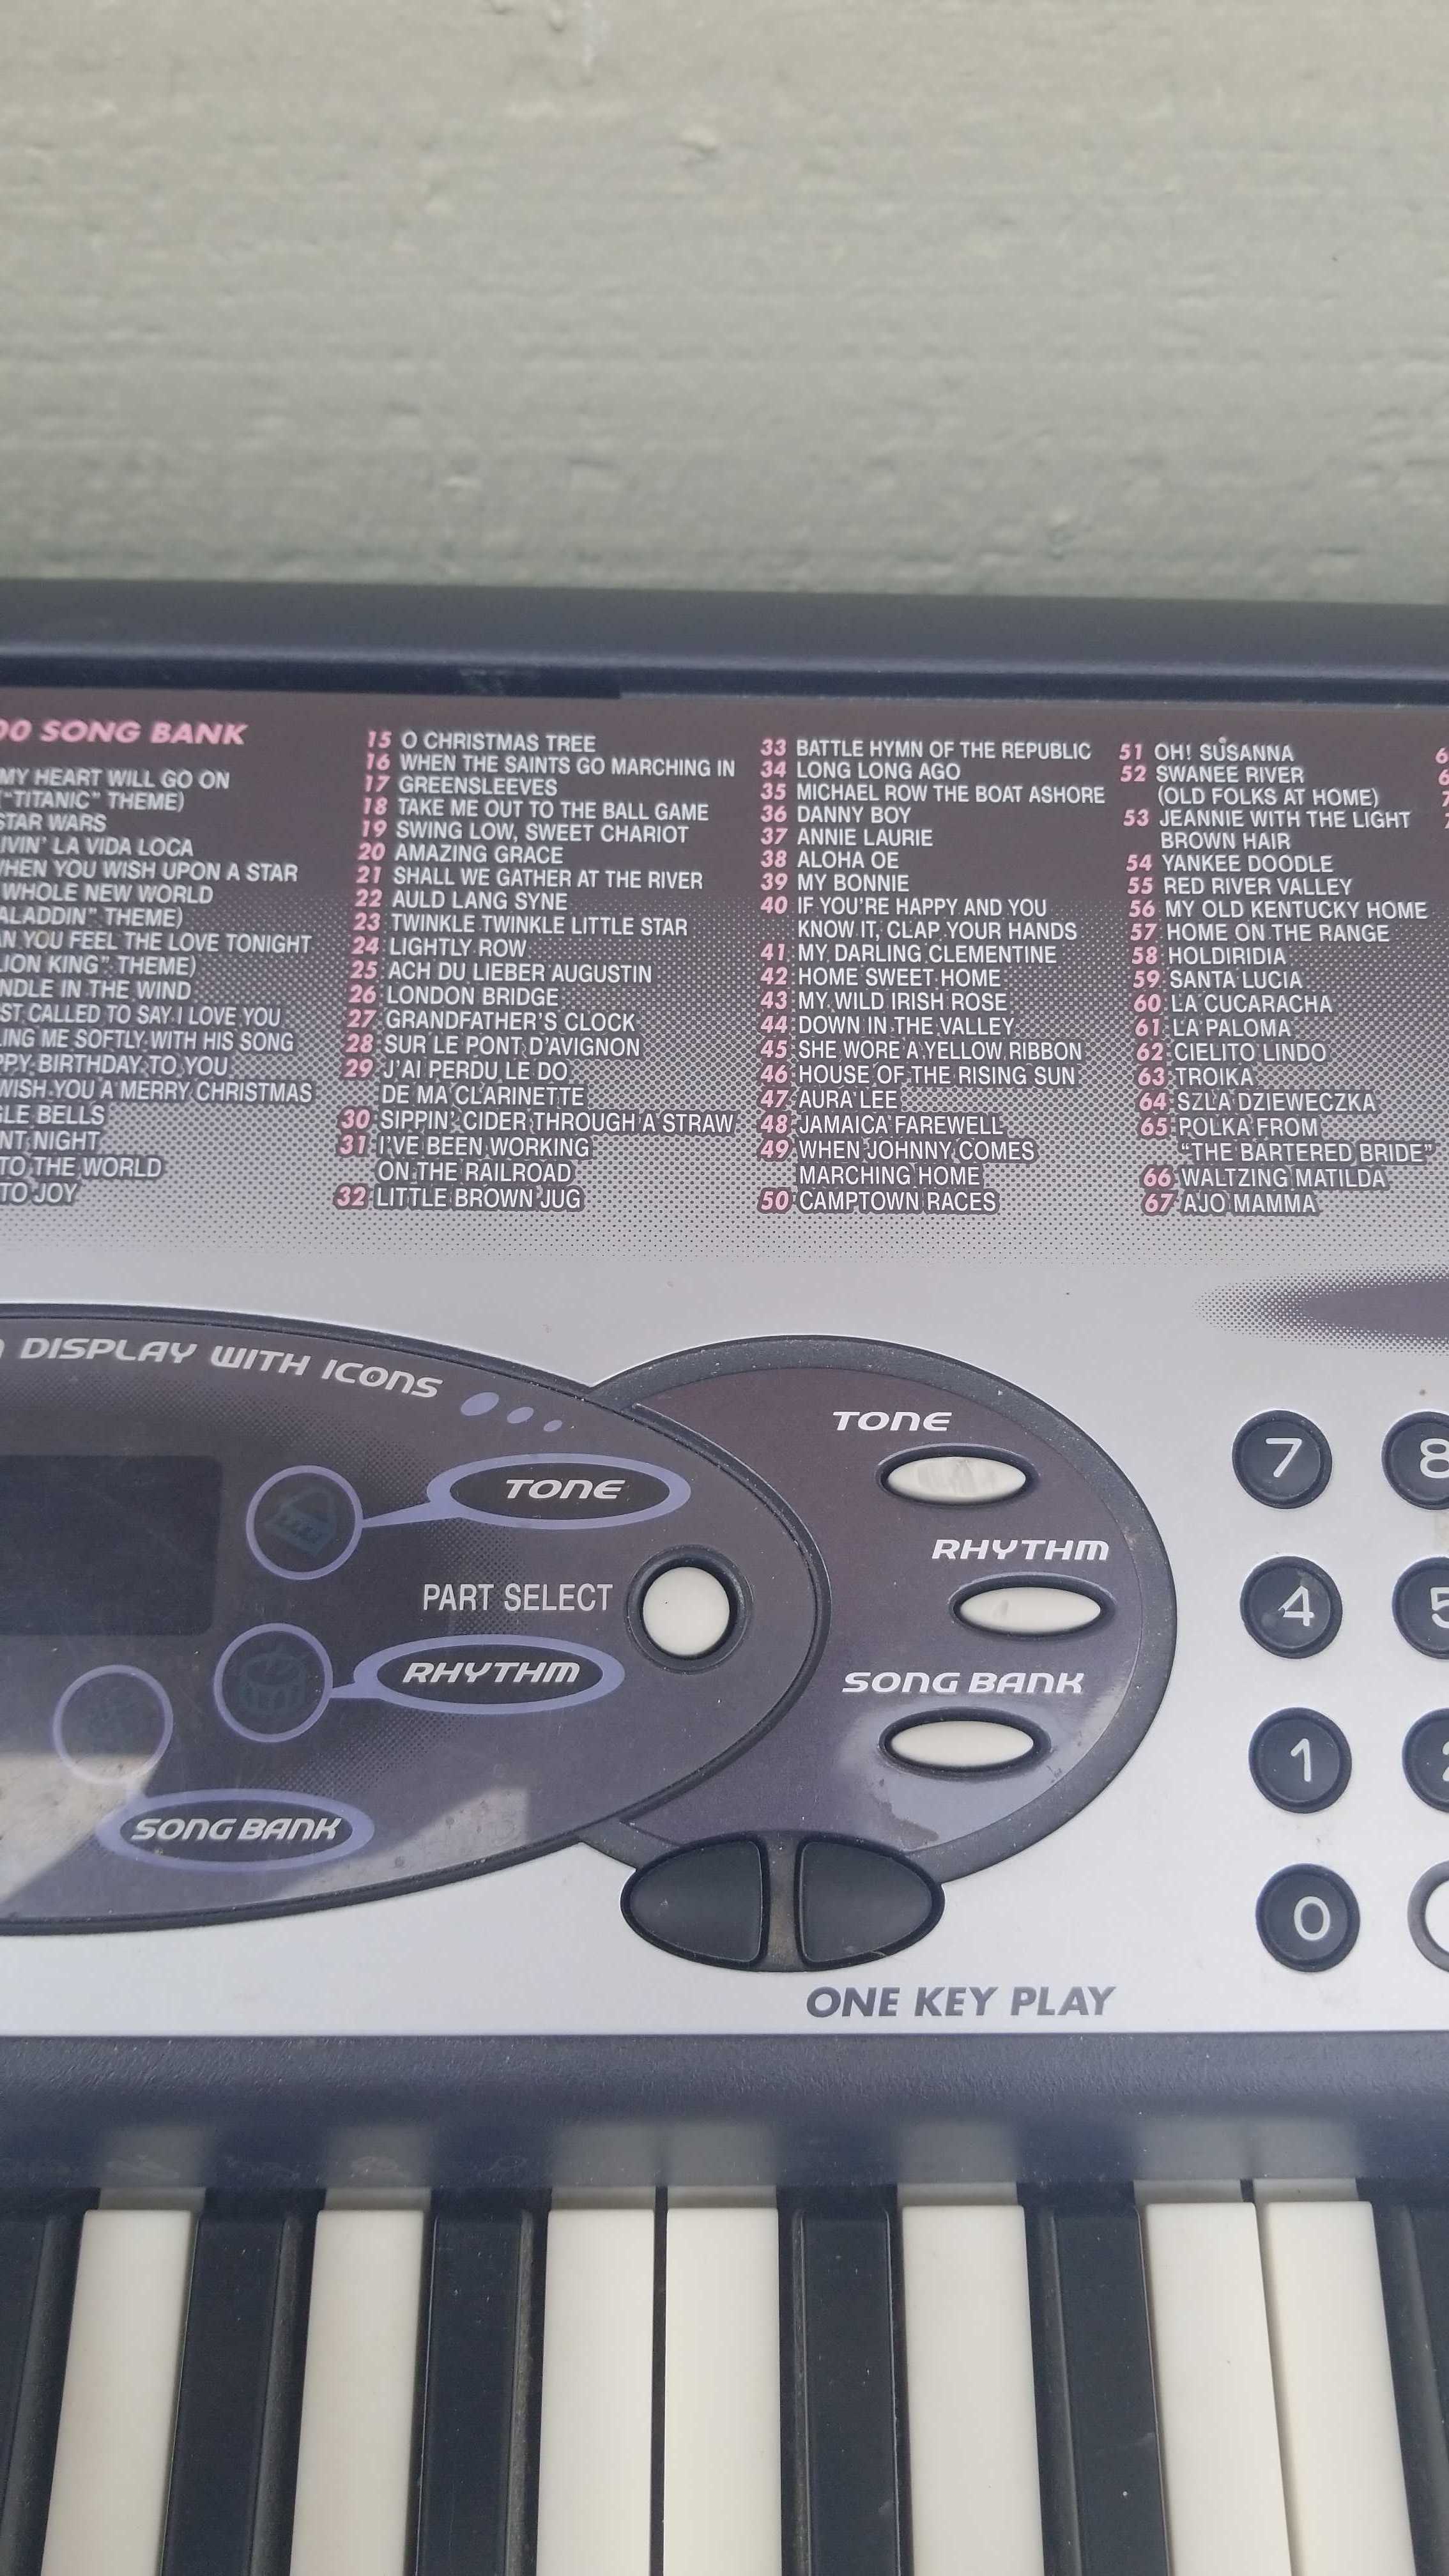 00 SONG BANK
MY HEART WILL GO ON
("TITANIC" THEME)
STAR WARS
IVIN' LA VIDA LOCA
WHEN YOU WISH UPON A STAR
WHOLE NEW WORLD
ALADDIN" THEME)
AN YOU FEEL THE LOVE TONIGHT
LION KING" THEME)
NDLE IN THE WIND
ST CALLED TO SAY I LOVE YOU
LING ME SOFTLY WITH HIS SONG
PPY BIRTHDAY TO YOU
WISH YOU A MERRY CHRISTMAS
GLE BELLS
NT NIGHT
TO THE WORLD
TO JOY
15 O CHRISTMAS TREE
16 WHEN THE SAINTS GO MARCHING IN
17 GREENSLEEVES
18 TAKE ME OUT TO THE BALL GAME
19 SWING LOW, SWEET CHARIOT
20 AMAZING GRACE
21 SHALL WE GATHER AT THE RIVER
22 AULD LANG SYNE
23 TWINKLE TWINKLE LITTLE STAR
24 LIGHTLY ROW
25 ACH DU LIEBER AUGUSTIN
26 LONDON BRIDGE
27 GRANDFATHER'S CLOCK
28 SUR LE PONT D'AVIGNON
29 J'AI PERDU LE DO
DE MA CLARINETTE
30 SIPPIN' CIDER THROUGH A STRAW
31 I'VE BEEN WORKING
ON THE RAILROAD
32 LITTLE BROWN JUG
33 BATTLE HYMN OF THE REPUBLIC
34 LONG LONG AGO
35 MICHAEL ROW THE BOAT ASHORE
36 DANNY BOY
37 ANNIE LAURIE
38 ALOHA OE
39 MY BONNIE
40 IF YOU'RE HAPPY AND YOU
KNOW IT, CLAP YOUR HANDS
41 MY DARLING CLEMENTINE
42 HOME SWEET HOME
43 MY WILD IRISH ROSE
44 DOWN IN THE VALLEY
45 SHE WORE A YELLOW RIBBON
46 HOUSE OF THE RISING SUN
47 AURA LEE
48 JAMAICA FAREWELL
49 WHEN JOHNNY COMES
MARCHING HOME
50 CAMPTOWN RACES
51 OH! SUSANNA
52 SWANEE RIVER
(OLD FOLKS AT HOME)
53 JEANNIE WITH THE LIGHT
BROWN HAIR
54 YANKEE DOODLE
55 RED RIVER VALLEY
56 MY OLD KENTUCKY HOME
57 HOME ON THE RANGE
58 HOLDIRIDIA
59 SANTA LUCIA
60 LA CUCARACHA
61 LA PALOMA
62 CIELITO LINDO
63 TROIKA
64 SZLA DZIEWECZKA
65 POLKA FROM
"THE BARTERED BRIDE"
66 WALTZING MATILDA
67 AJO MAMMA
DISPLAY WITH ICONS
TONE
PART SELECT
RHYTHM
SONG BANK
TONE
RHYTHM
SONG BANK
7 8
4 5
1 2
0
ONE KEY PLAY